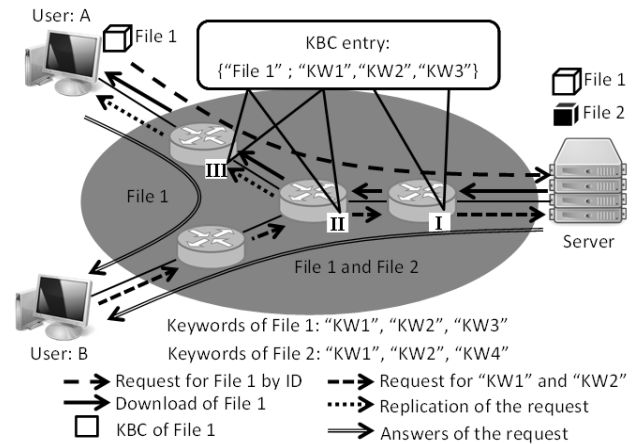 User: A
File 1
KBC entry:
{“File 1” ; “KW1”,“KW2”,“KW3”}
File 1
File 2
III
File 1
II
I
Server
File 1 and File 2
User: B
Keywords of File 1: “KW1”, “KW2”, “KW3”
Keywords of File 2: “KW1”, “KW2”, “KW4”
Request for File 1 by ID
Request for “KW1” and “KW2”
Download of File 1
Replication of the request
KBC of File 1
Answers of the request